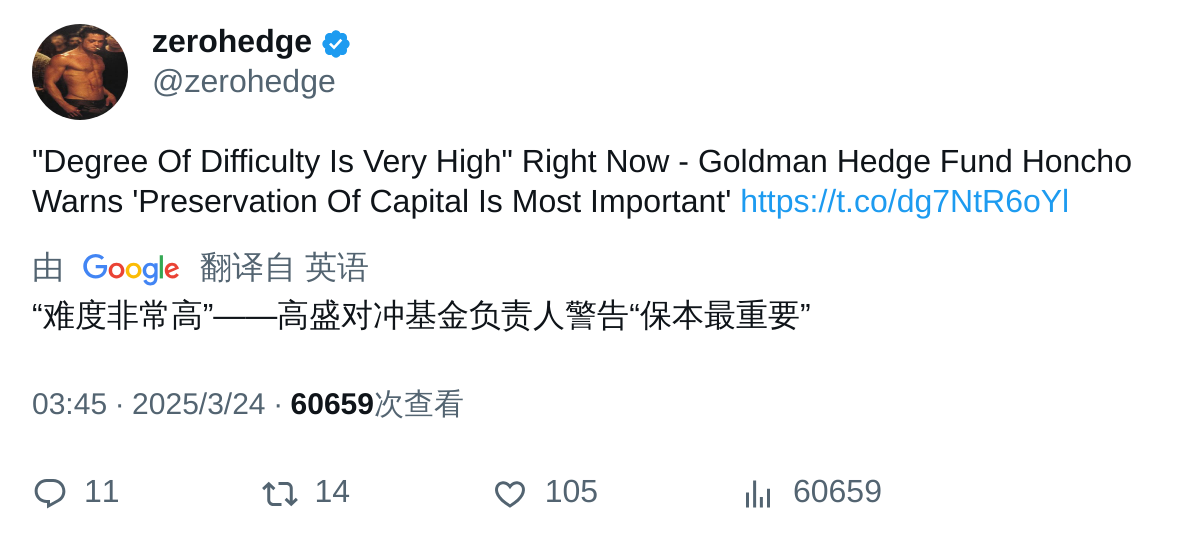 zerohedge
@zerohedge
"Degree Of Difficulty Is Very High" Right Now - Goldman Hedge Fund Honcho
Warns 'Preservation Of Capital Is Most Important' https://t.co/dg7NtR6oYl
由 Google 翻译自 英语
“难度非常高”——高盛对冲基金负责人警告“保本最重要”
03:45 · 2025/3/24 · 60659次查看
11 14 105 60659